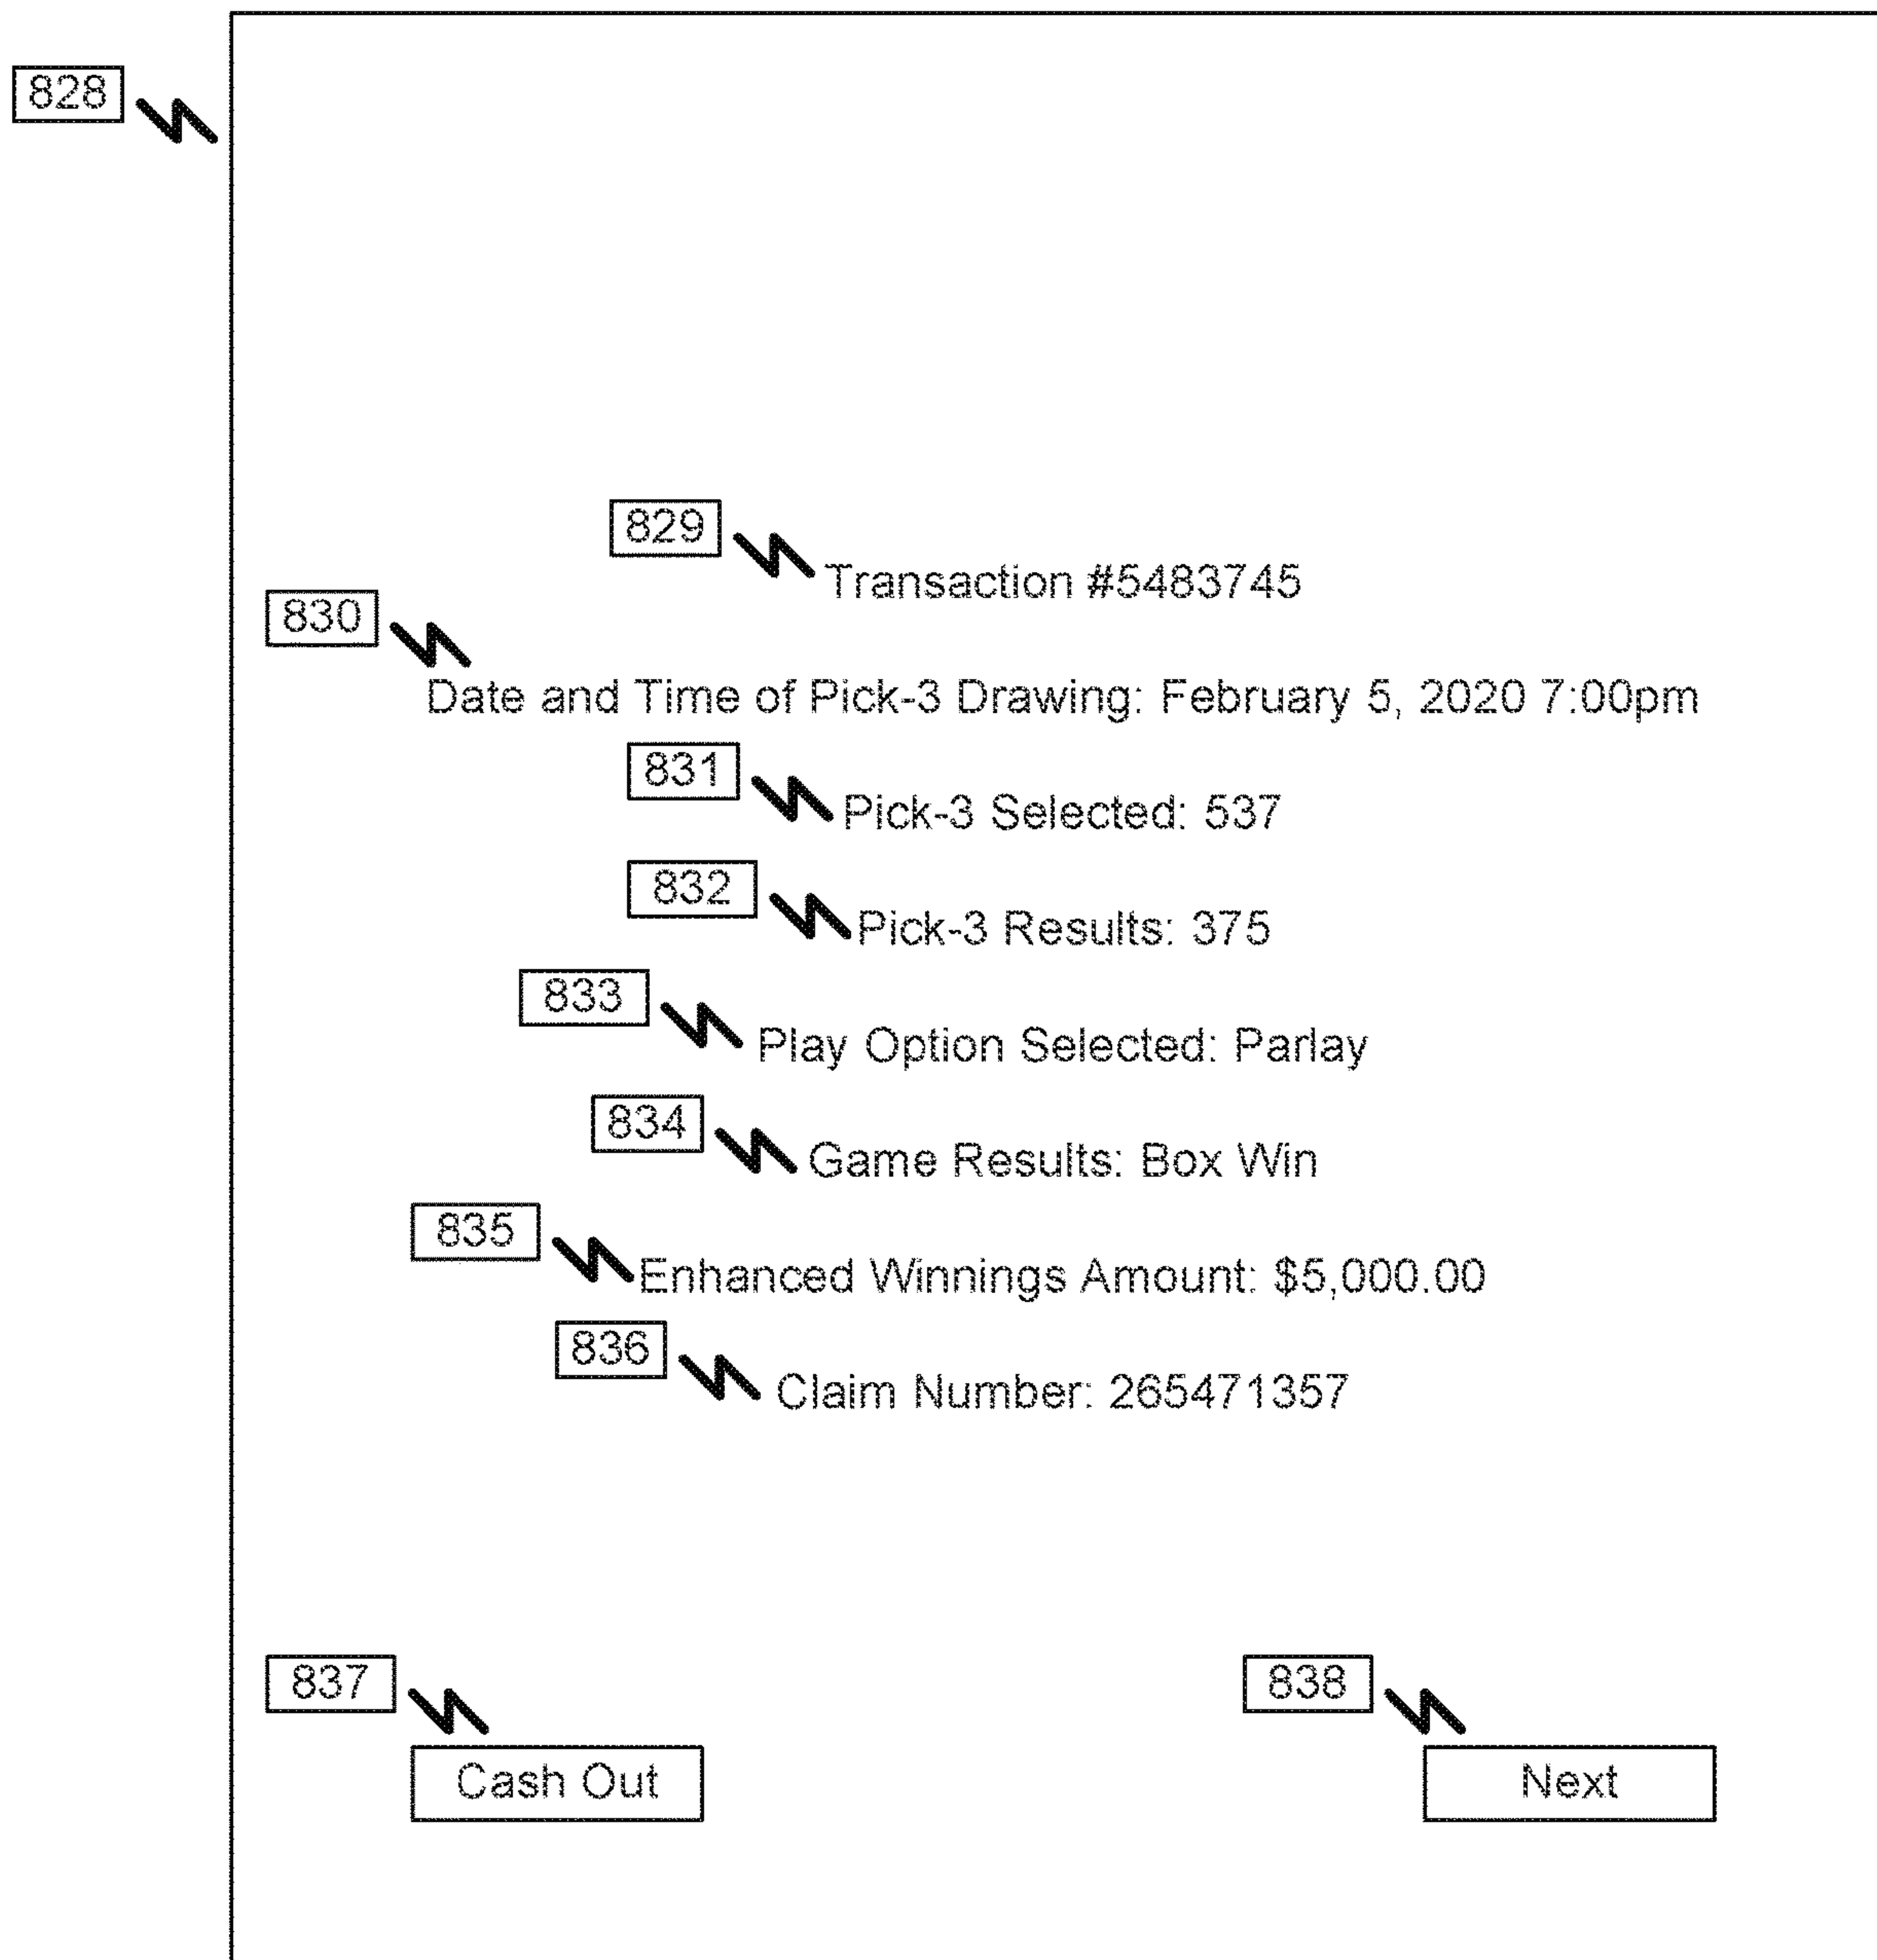 828
829
Transaction #5483745
830
Date and Time of Pick-3 Drawing: February 5, 2020 7:00pm
831
Pick-3 Selected: 537
832
Pick-3 Results: 375
833
Play Option Selected: Parlay
834
Game Results: Box Win
835
Enhanced Winnings Amount: $5,000.00
836
Claim Number: 265471357
837
838
Cash Out
Next